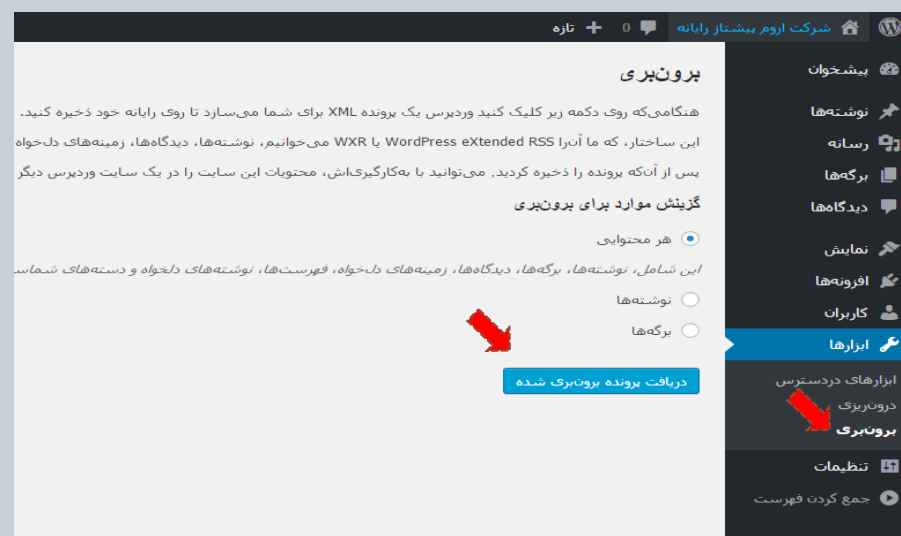 شرکت اروم پیشتاز رایانه 0 تازه
پیشخوان
نوشته‌ها
رسانه
برگه‌ها
دیدگاه‌ها
نمایش
افزونه‌ها
کاربران
ابزارها
ابزارهای دردسترس
درون‌ریزی
برون‌بری
تنظیمات
جمع کردن فهرست
برون‌بری
هنگامی‌که روی دکمه زیر کلیک کنید وردپرس یک پرونده XML برای شما می‌سازد تا روی رایانه خود ذخیره کنید.
این ساختار، که ما آن‌را WordPress eXtended RSS یا WXR می‌خوانیم، نوشته‌ها، دیدگاه‌ها، زمینه‌های دلخواه
پس از آن‌که پرونده را ذخیره کردید, می‌توانید با به‌کارگیری‌اش، محتویات این سایت را در یک سایت وردپرس دیگر
گزینش موارد برای برون‌بری
هر محتوایی
این شامل، نوشته‌ها، برگه‌ها، دیدگاه‌ها، زمینه‌های دلخواه، فهرست‌ها، نوشته‌های دلخواه و دسته‌های شماست
نوشته‌ها
برگه‌ها
دریافت پرونده برون‌بری شده